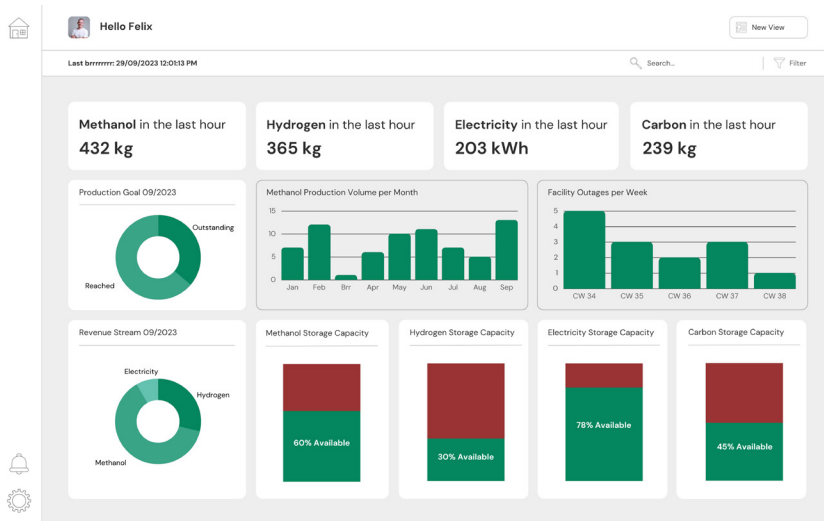 Hello Felix
New View
Last brrrrrrr: 29/09/2023 12:01:13 PM
Search...
Filter
Methanol in the last hour
432 kg
Hydrogen in the last hour
365 kg
Electricity in the last hour
203 kWh
Carbon in the last hour
239 kg
Production Goal 09/2023
Outstanding
Reached
Methanol Production Volume per Month
15
10
5
0
Jan Feb Brr Apr May Jun Jul Aug Sep
Facility Outages per Week
5
4
3
2
1
0
CW 34 CW 35 CW 36 CW 37 CW 38
Revenue Stream 09/2023
Electricity
Hydrogen
Methanol
Methanol Storage Capacity
60% Available
Hydrogen Storage Capacity
30% Available
Electricity Storage Capacity
78% Available
Carbon Storage Capacity
45% Available